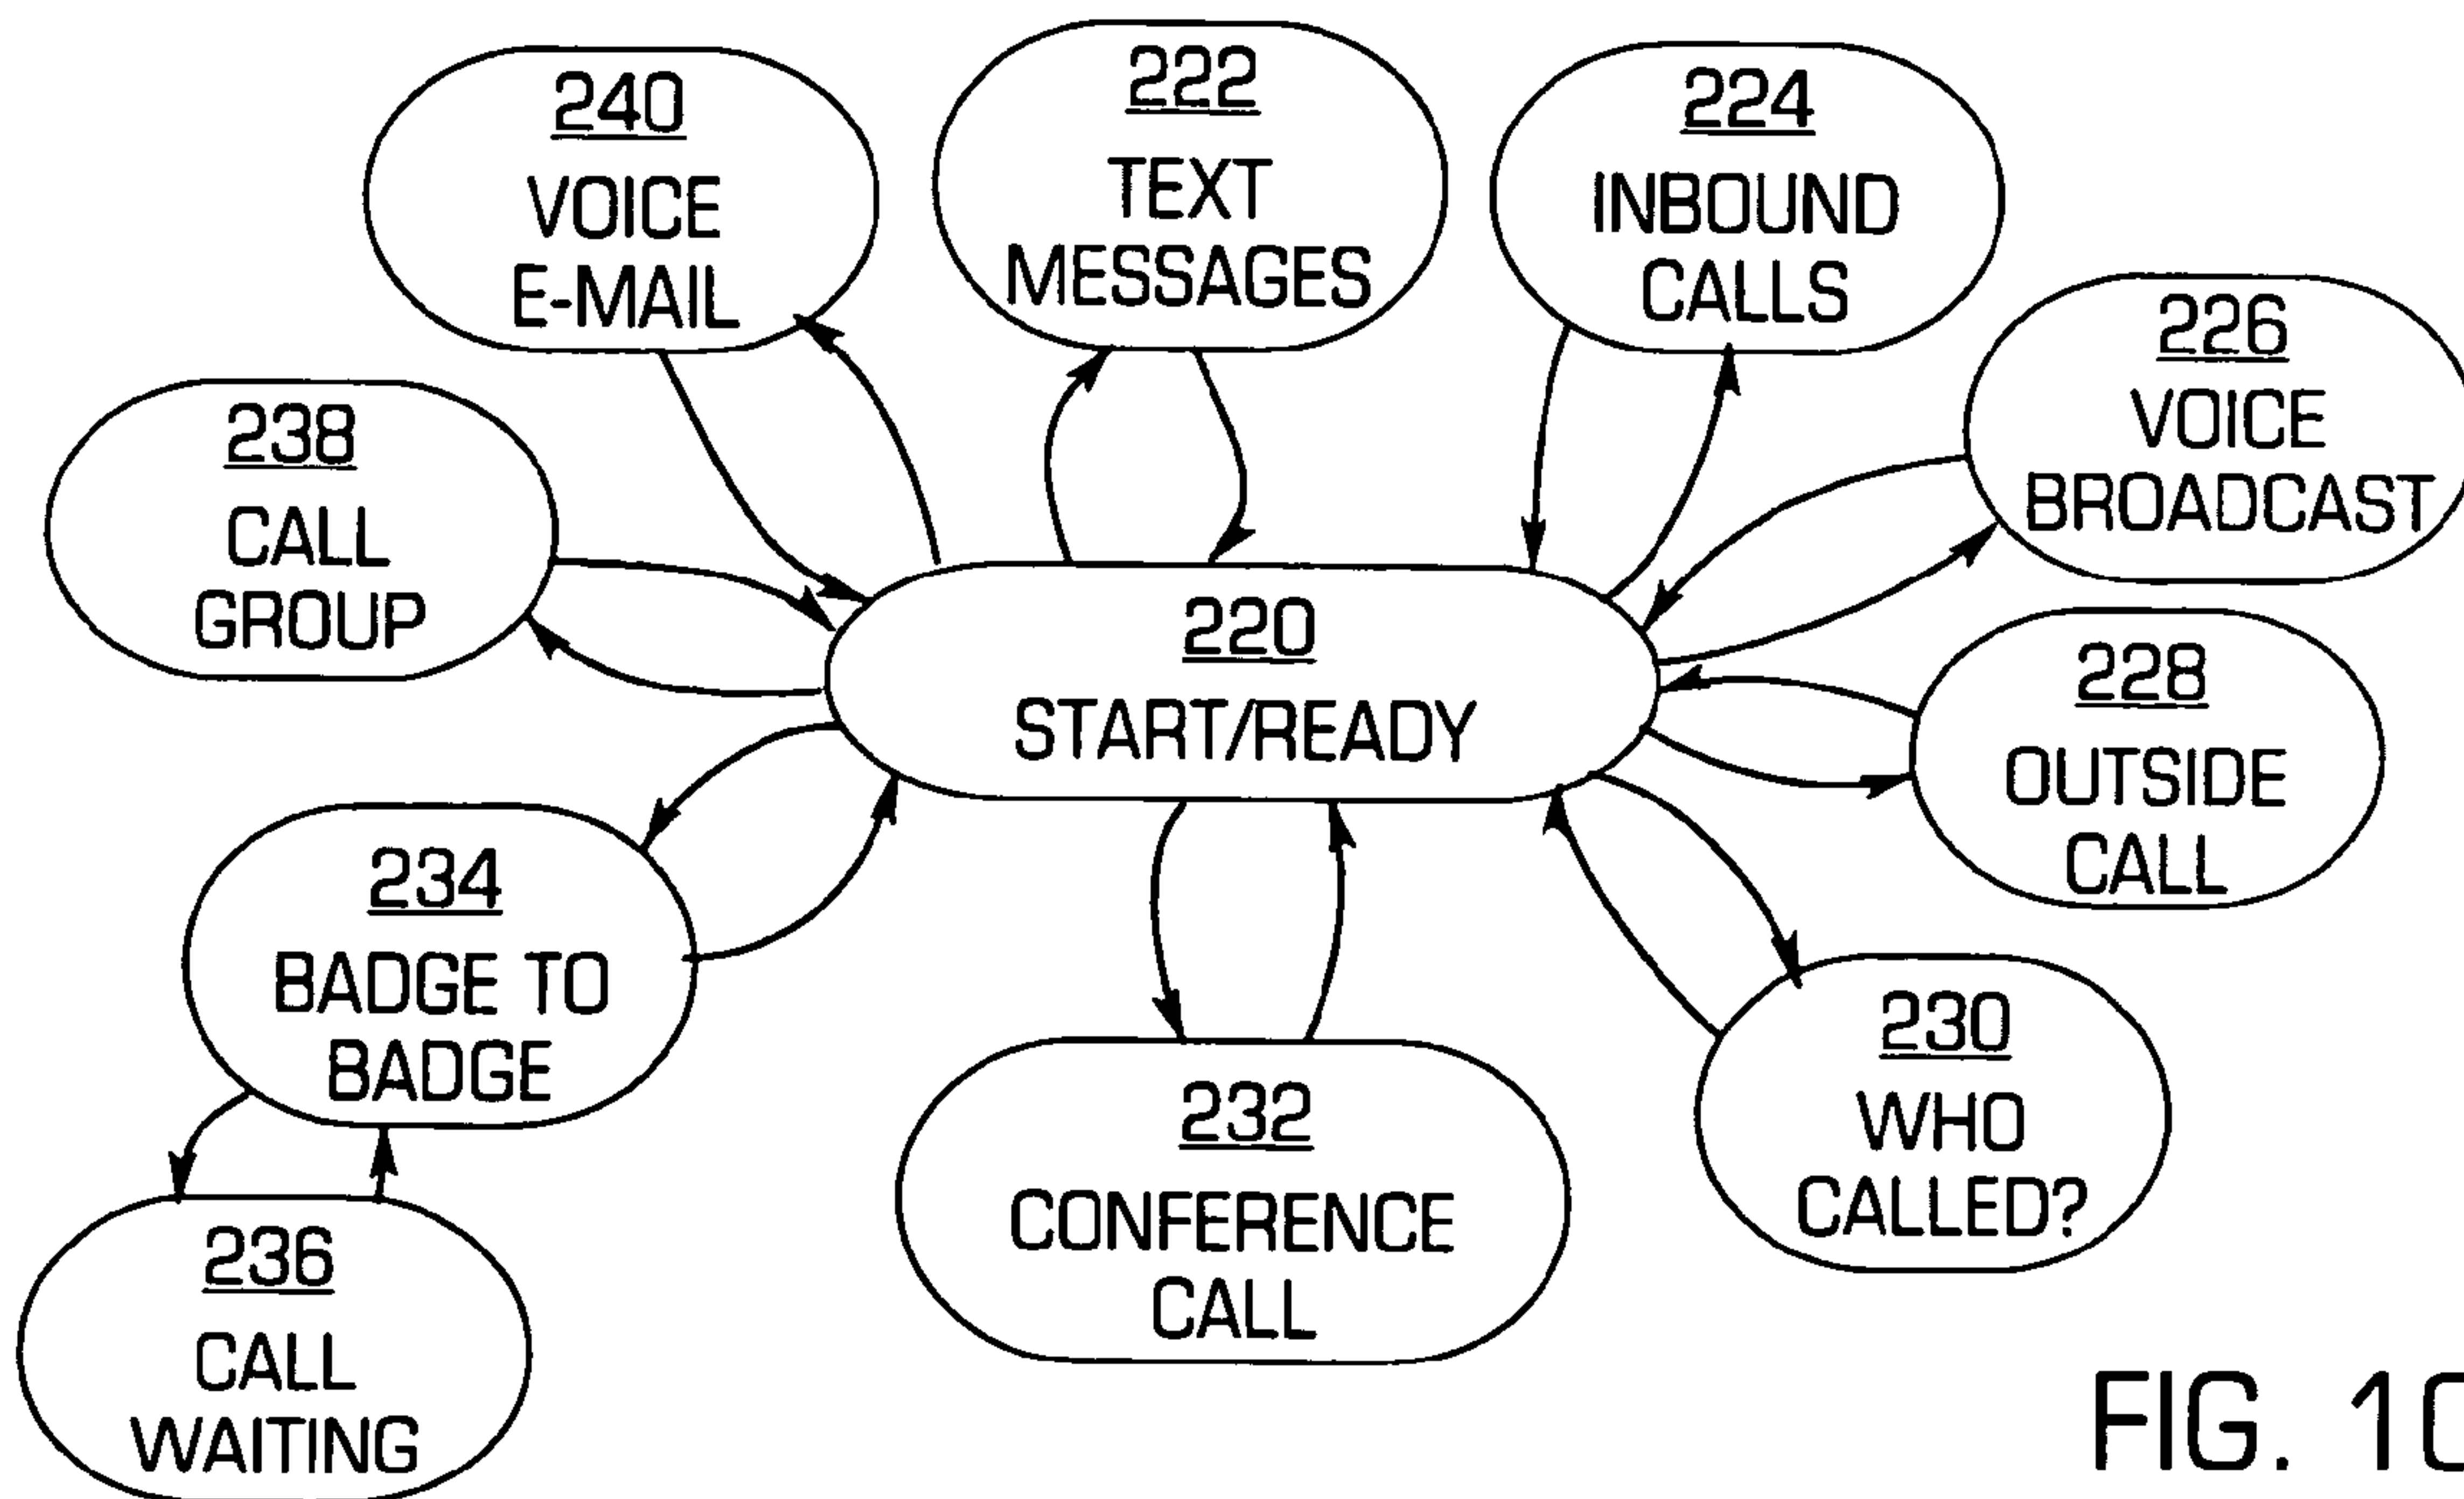 240
VOICE
E-MAIL
222
TEXT
MESSAGES
224
INBOUND
CALLS
226
VOICE
BROADCAST
238
CALL
GROUP
220
START/READY
228
OUTSIDE
CALL
234
BADGE TO
BADGE
230
WHO
CALLED?
232
CONFERENCE
CALL
236
CALL
WAITING
FIG. 1